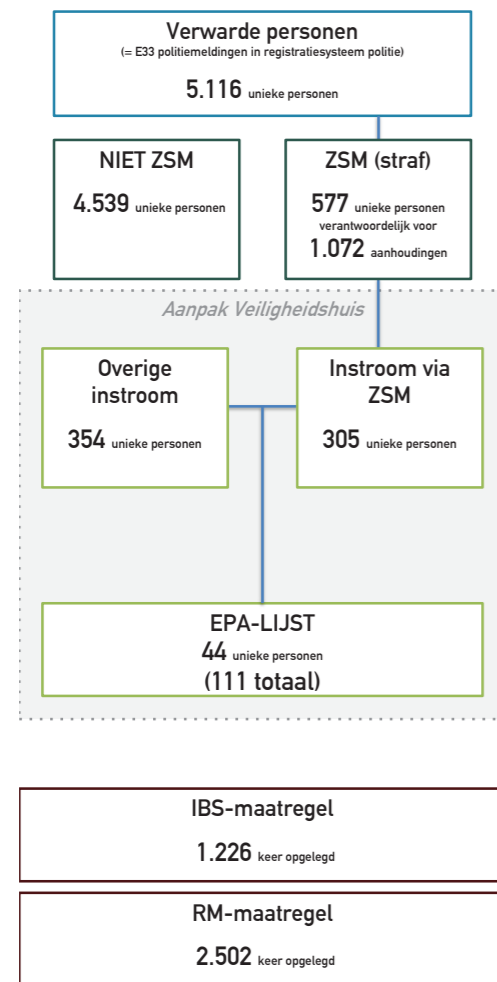 Verwarde personen
(= E33 politiemeldingen in registratiesysteem politie)
5.116 unieke personen
NIET ZSM
4.539 unieke personen
ZSM (straf)
577 unieke personen
verantwoordelijk voor
1.072 aanhoudingen
Aanpak Veiligheidshuis
Overige
instroom
354 unieke personen
Instroom via
ZSM
305 unieke personen
EPA-LIJST
44 unieke personen
(111 totaal)
IBS-maatregel
1.226 keer opgelegd
RM-maatregel
2.502 keer opgelegd